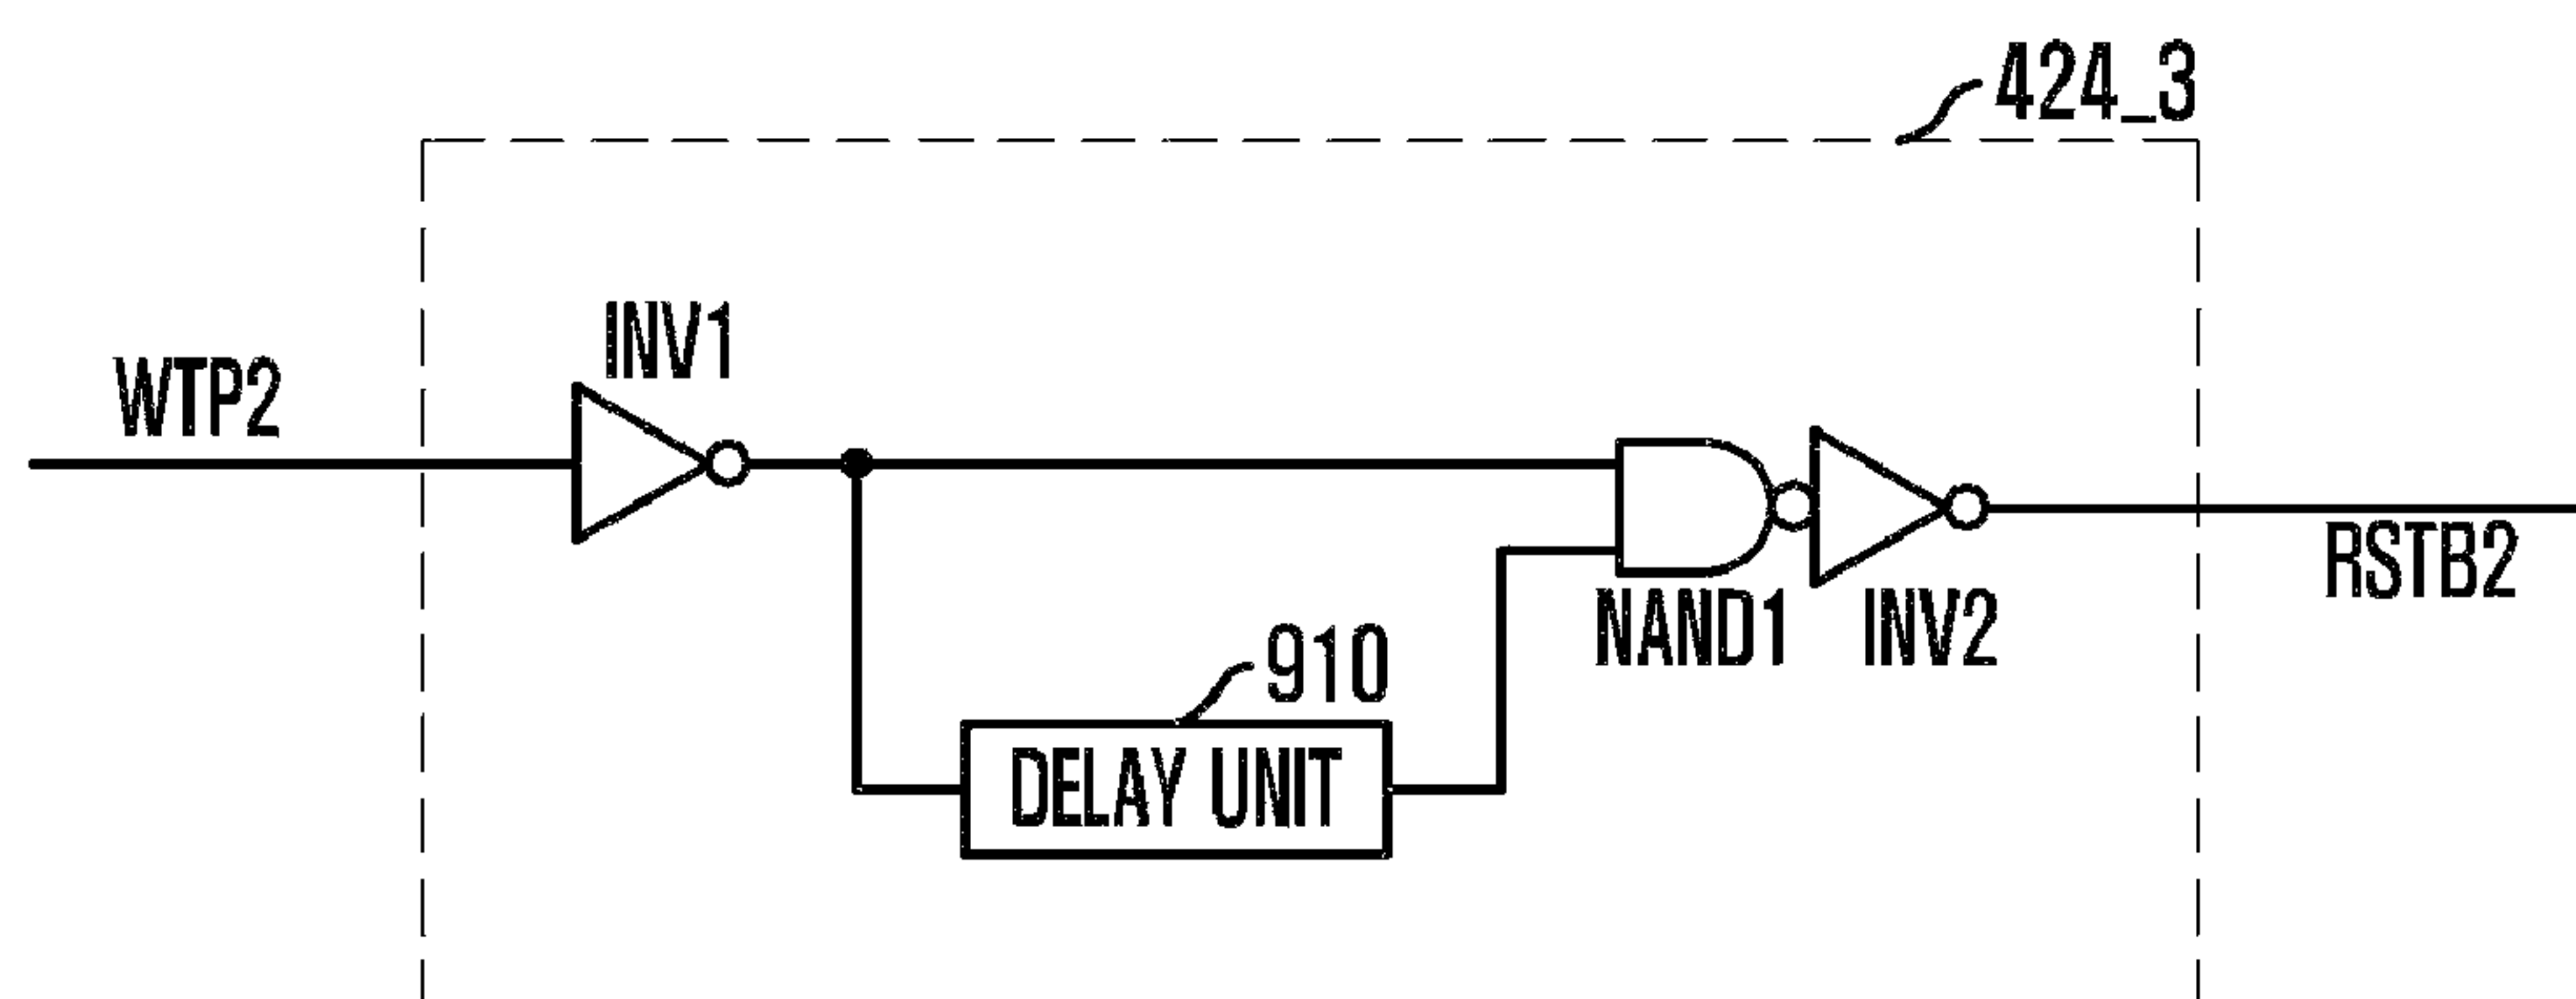 424_3
INV1
WTP2
RSTB2
NAND1 INV2
910
DELAY UNIT